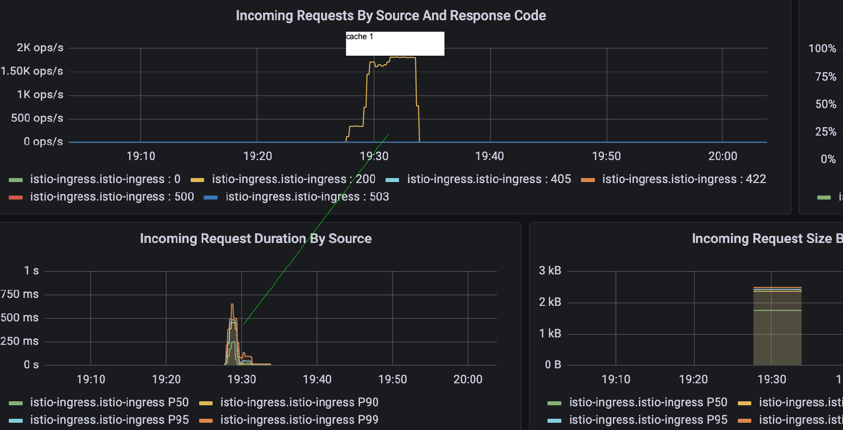 Incoming Requests By Source And Response Code
cache 1
2K ops/s
1.50K ops/s
1K ops/s
500 ops/s
0 ops/s
19:10 19:20 19:30 19:40 19:50 20:00
istio-ingress.istio-ingress : 0 istio-ingress.istio-ingress : 200 istio-ingress.istio-ingress : 405 istio-ingress.istio-ingress : 422
istio-ingress.istio-ingress : 500 istio-ingress.istio-ingress : 503
100%
75%
50%
25%
0%
Incoming Request Duration By Source
1 s
750 ms
500 ms
250 ms
0 s
19:10 19:20 19:30 19:40 19:50 20:00
istio-ingress.istio-ingress P50 istio-ingress.istio-ingress P90
istio-ingress.istio-ingress P95 istio-ingress.istio-ingress P99
Incoming Request Size B
3 kB
2 kB
1 kB
0 B
19:10 19:20 19:30
istio-ingress.istio-ingress P50 istio-ingress.isti
istio-ingress.istio-ingress P95 istio-ingress.isti